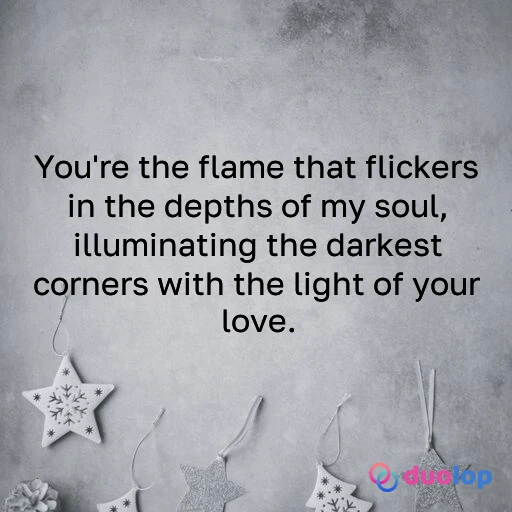 You're the flame that flickers
in the depths of my soul,
illuminating the darkest
corners with the light of your
love.
dualop